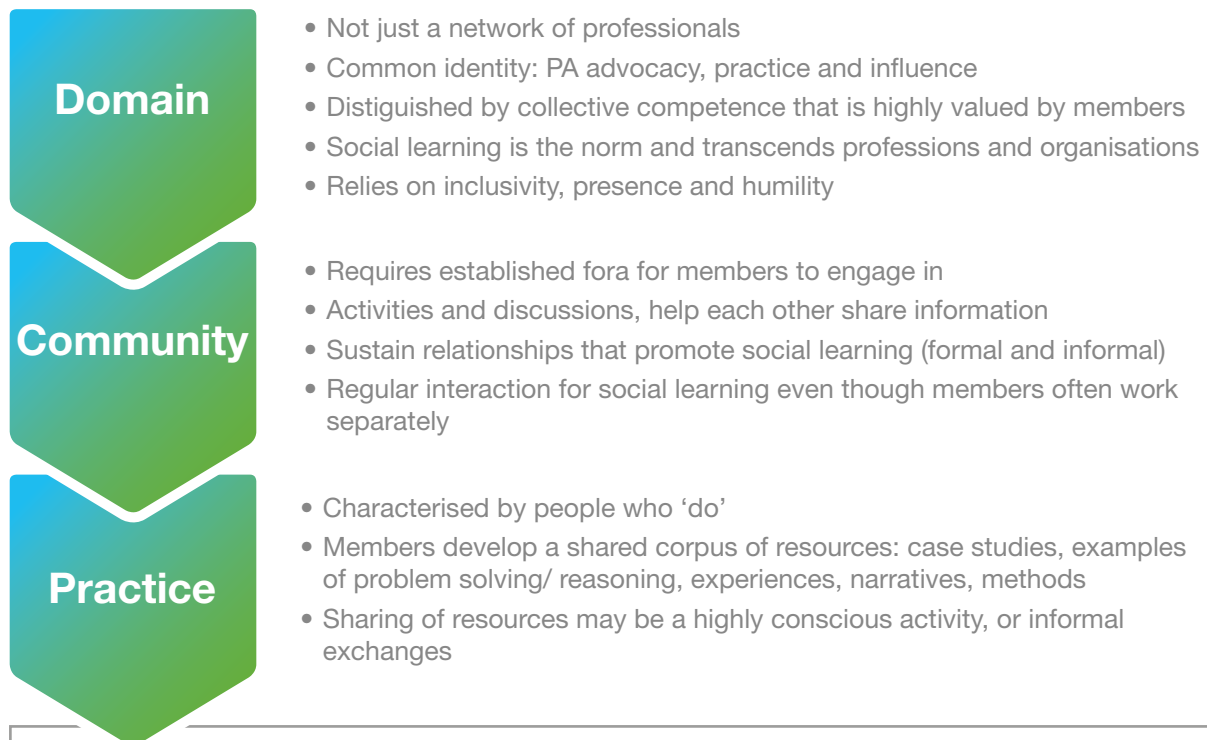 Domain
• Not just a network of professionals
• Common identity: PA advocacy, practice and influence
• Distiguished by collective competence that is highly valued by members
• Social learning is the norm and transcends professions and organisations
• Relies on inclusivity, presence and humility
Community
• Requires established fora for members to engage in
• Activities and discussions, help each other share information
• Sustain relationships that promote social learning (formal and informal)
• Regular interaction for social learning even though members often work
separately
Practice
• Characterised by people who ‘do’
• Members develop a shared corpus of resources: case studies, examples
of problem solving/ reasoning, experiences, narratives, methods
• Sharing of resources may be a highly conscious activity, or informal
exchanges